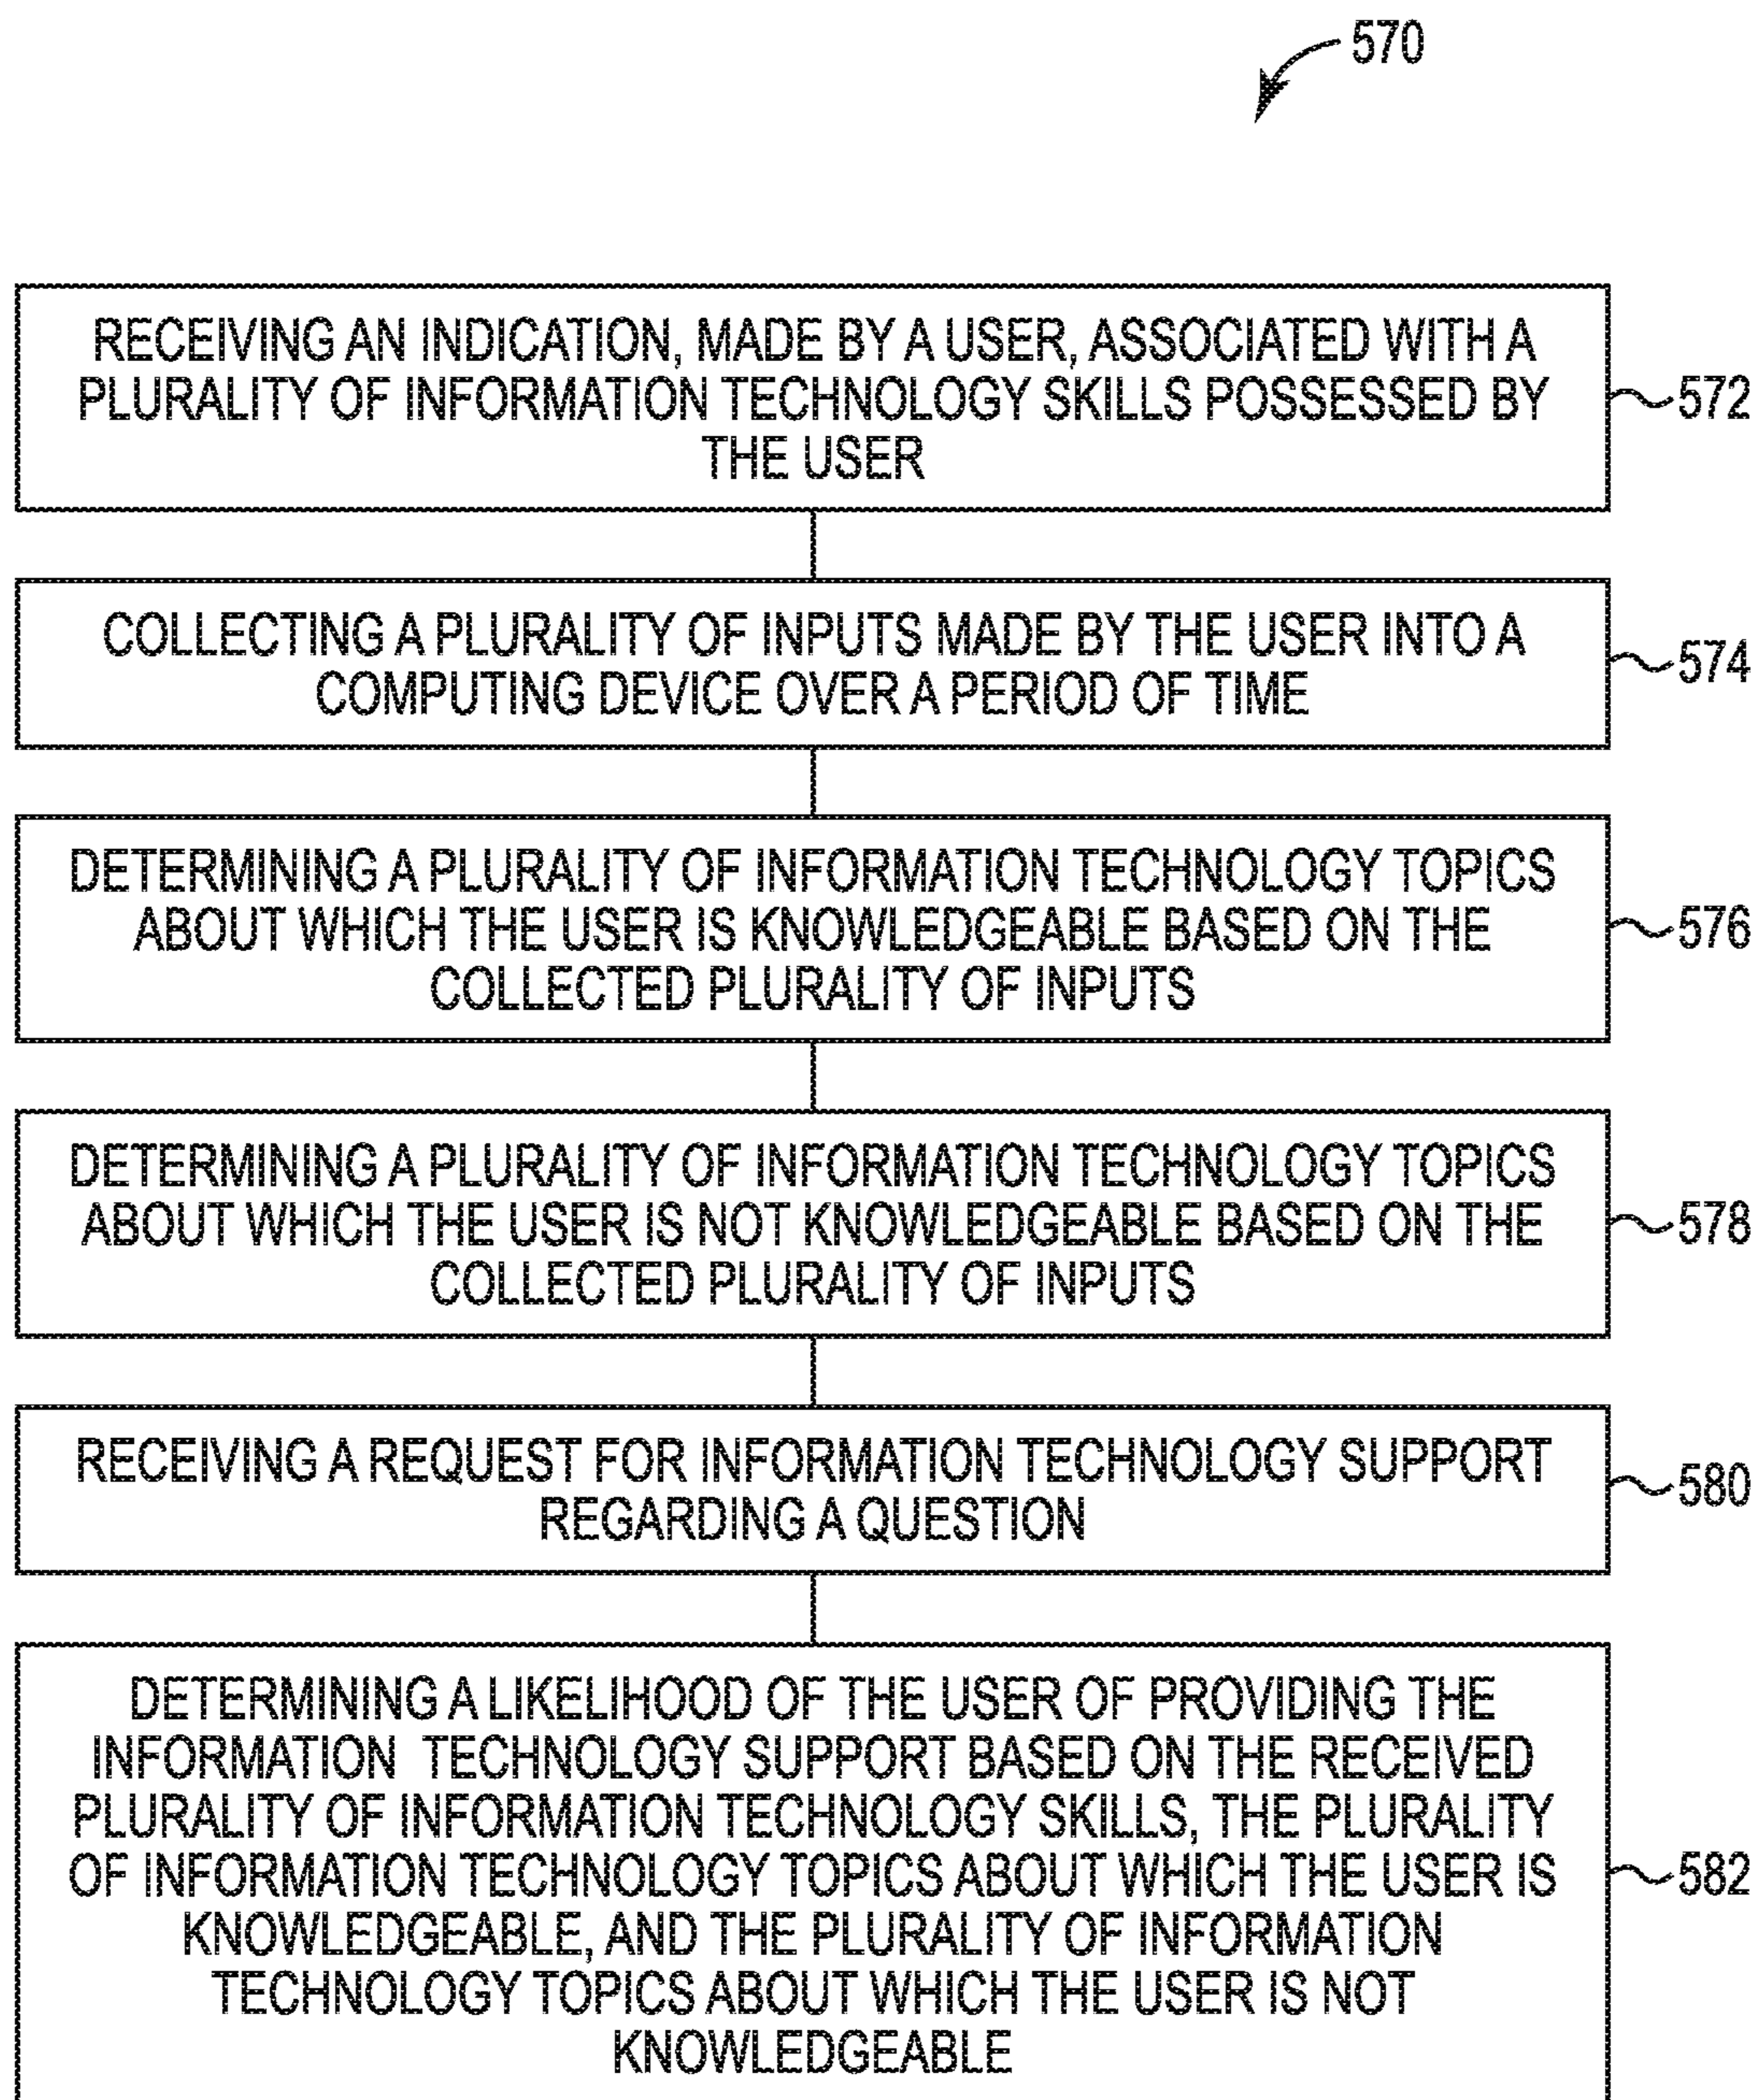 570
RECEIVING AN INDICATION, MADE BY A USER, ASSOCIATED WITH A
PLURALITY OF INFORMATION TECHNOLOGY SKILLS POSSESSED BY
THE USER
572
COLLECTING A PLURALITY OF INPUTS MADE BY THE USER INTO A
COMPUTING DEVICE OVER A PERIOD OF TIME
574
DETERMINING A PLURALITY OF INFORMATION TECHNOLOGY TOPICS
ABOUT WHICH THE USER IS KNOWLEDGEABLE BASED ON THE
COLLECTED PLURALITY OF INPUTS
576
DETERMINING A PLURALITY OF INFORMATION TECHNOLOGY TOPICS
ABOUT WHICH THE USER IS NOT KNOWLEDGEABLE BASED ON THE
COLLECTED PLURALITY OF INPUTS
578
RECEIVING A REQUEST FOR INFORMATION TECHNOLOGY SUPPORT
REGARDING A QUESTION
580
DETERMINING A LIKELIHOOD OF THE USER OF PROVIDING THE
INFORMATION TECHNOLOGY SUPPORT BASED ON THE RECEIVED
PLURALITY OF INFORMATION TECHNOLOGY SKILLS, THE PLURALITY
OF INFORMATION TECHNOLOGY TOPICS ABOUT WHICH THE USER IS
KNOWLEDGEABLE, AND THE PLURALITY OF INFORMATION
TECHNOLOGY TOPICS ABOUT WHICH THE USER IS NOT
KNOWLEDGEABLE
582